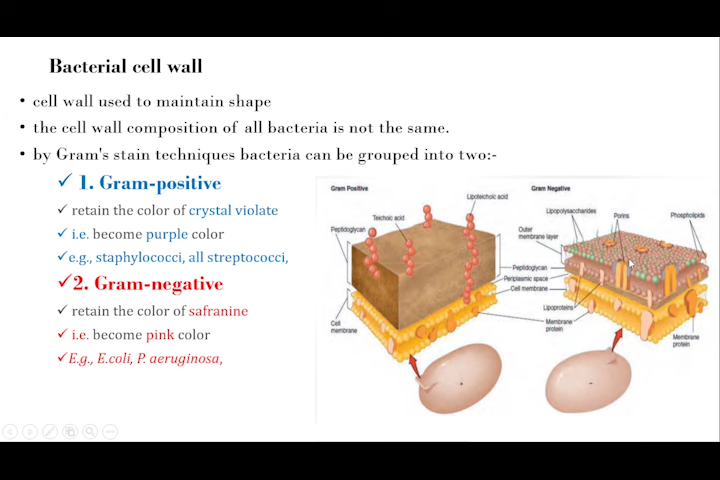 Bacterial cell wall
• cell wall used to maintain shape
• the cell wall composition of all bacteria is not the same.
• by Gram's stain techniques bacteria can be grouped into two:-
✓ 1. Gram-positive
✓ retain the color of crystal violate
✓ i.e. become purple color
✓ e.g., staphylococci, all streptococci,
✓ 2. Gram-negative
✓ retain the color of safranine
✓ i.e. become pink color
✓ E.g., E.coli, P. aeruginosa,
Gram Positive
Lipoteichoic acid
Teichoic acid
Peptidoglycan
Cell
membrane
Gram Negative
Lipopolysaccharides
Porins
Phospholipids
Outer
membrane layer
Peptidoglycan
Periplasmic space
Cell membrane
Lipoproteins
Membrane
protein
Membrane
protein